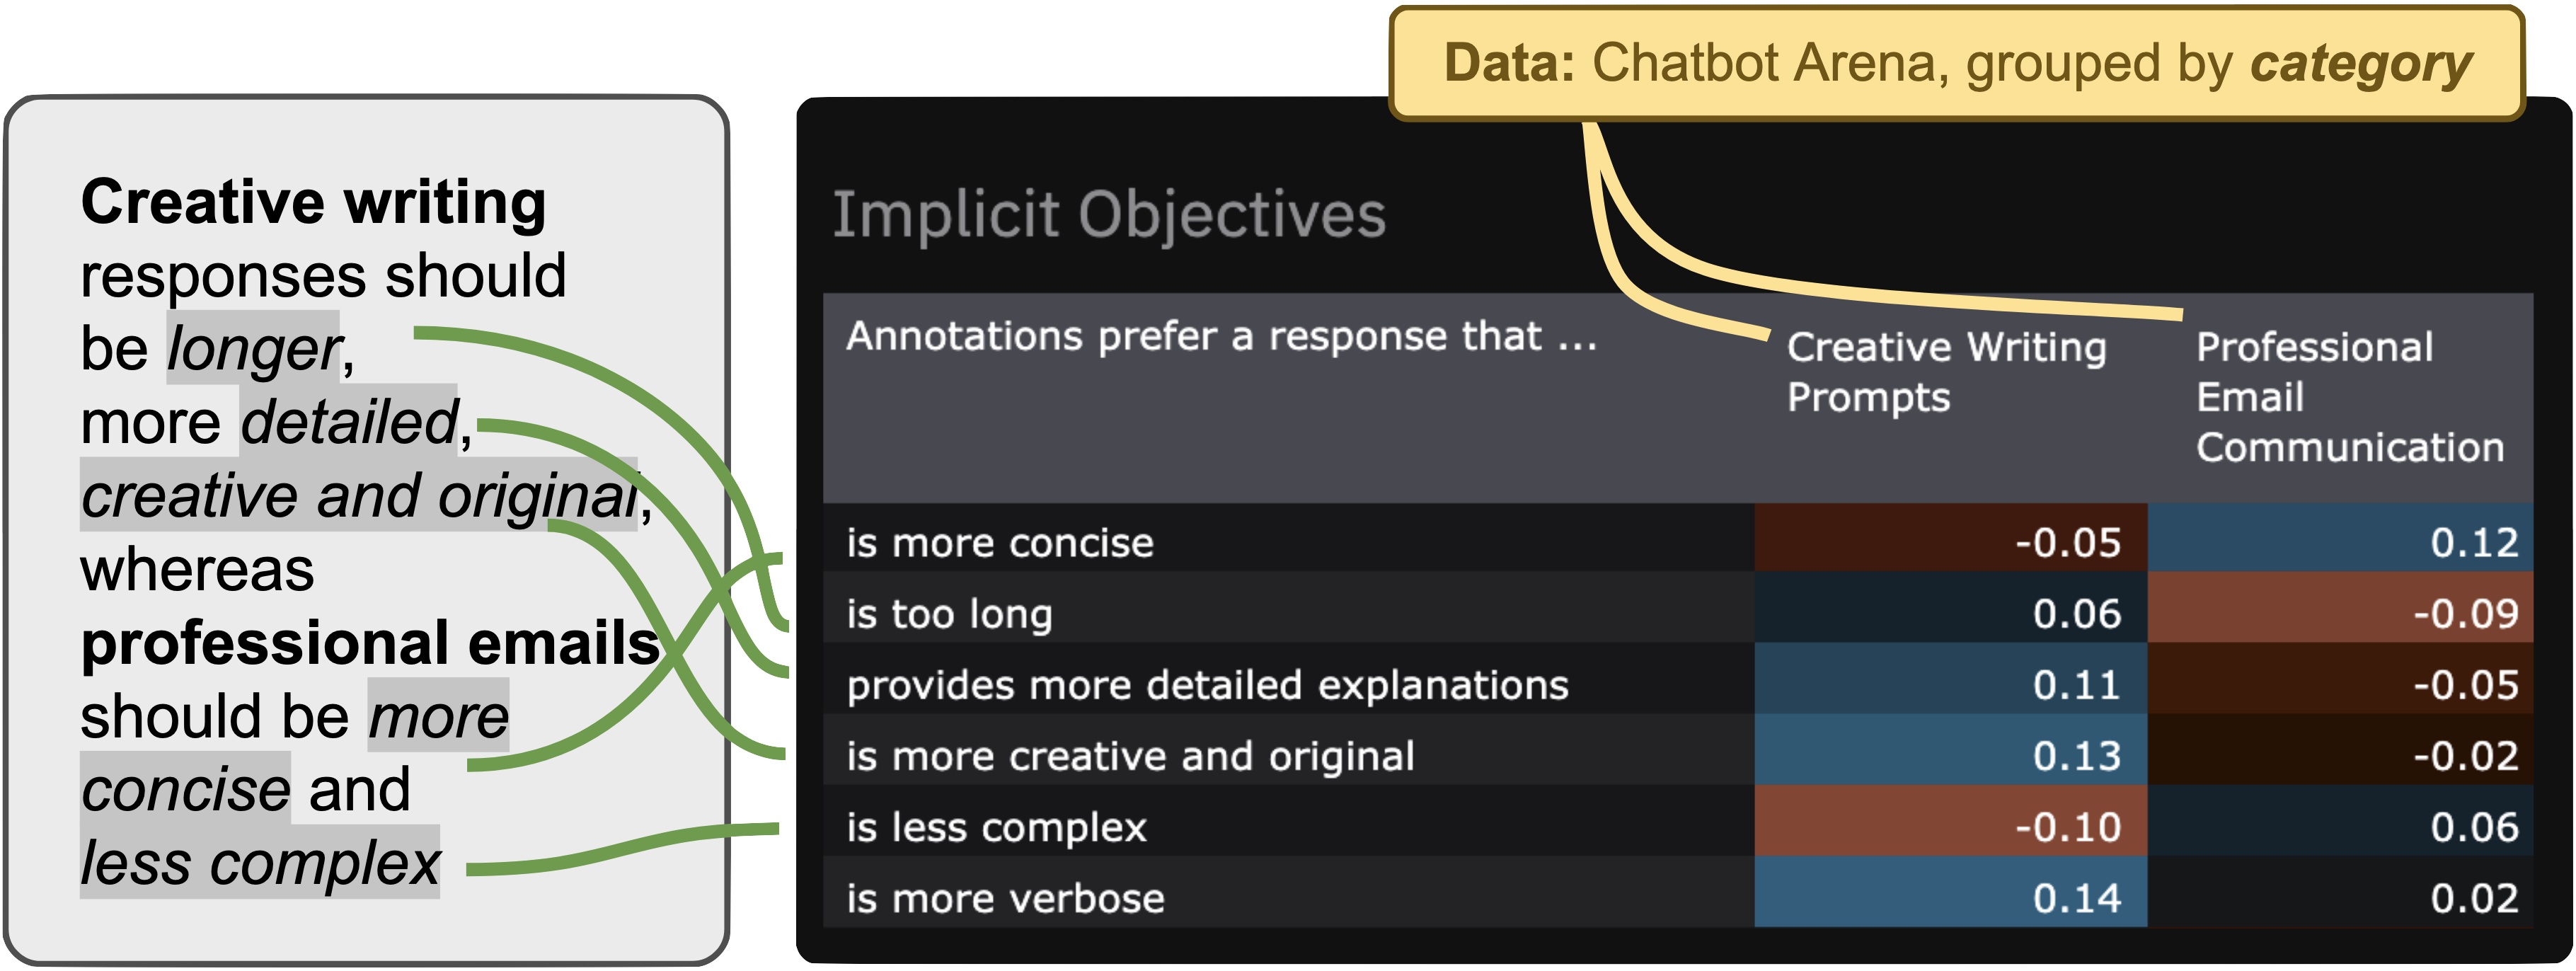 Data: Chatbot Arena, grouped by category
Creative writing
responses should
be longer,
more detailed,
creative and original,
whereas
professional emails
should be more
concise and
less complex
Implicit Objectives
Annotations prefer a response that ...
Creative Writing
Prompts
Professional
Email
Communication
is more concise -0.05 0.12
is too long 0.06 -0.09
provides more detailed explanations 0.11 -0.05
is more creative and original 0.13 -0.02
is less complex -0.10 0.06
is more verbose 0.14 0.02